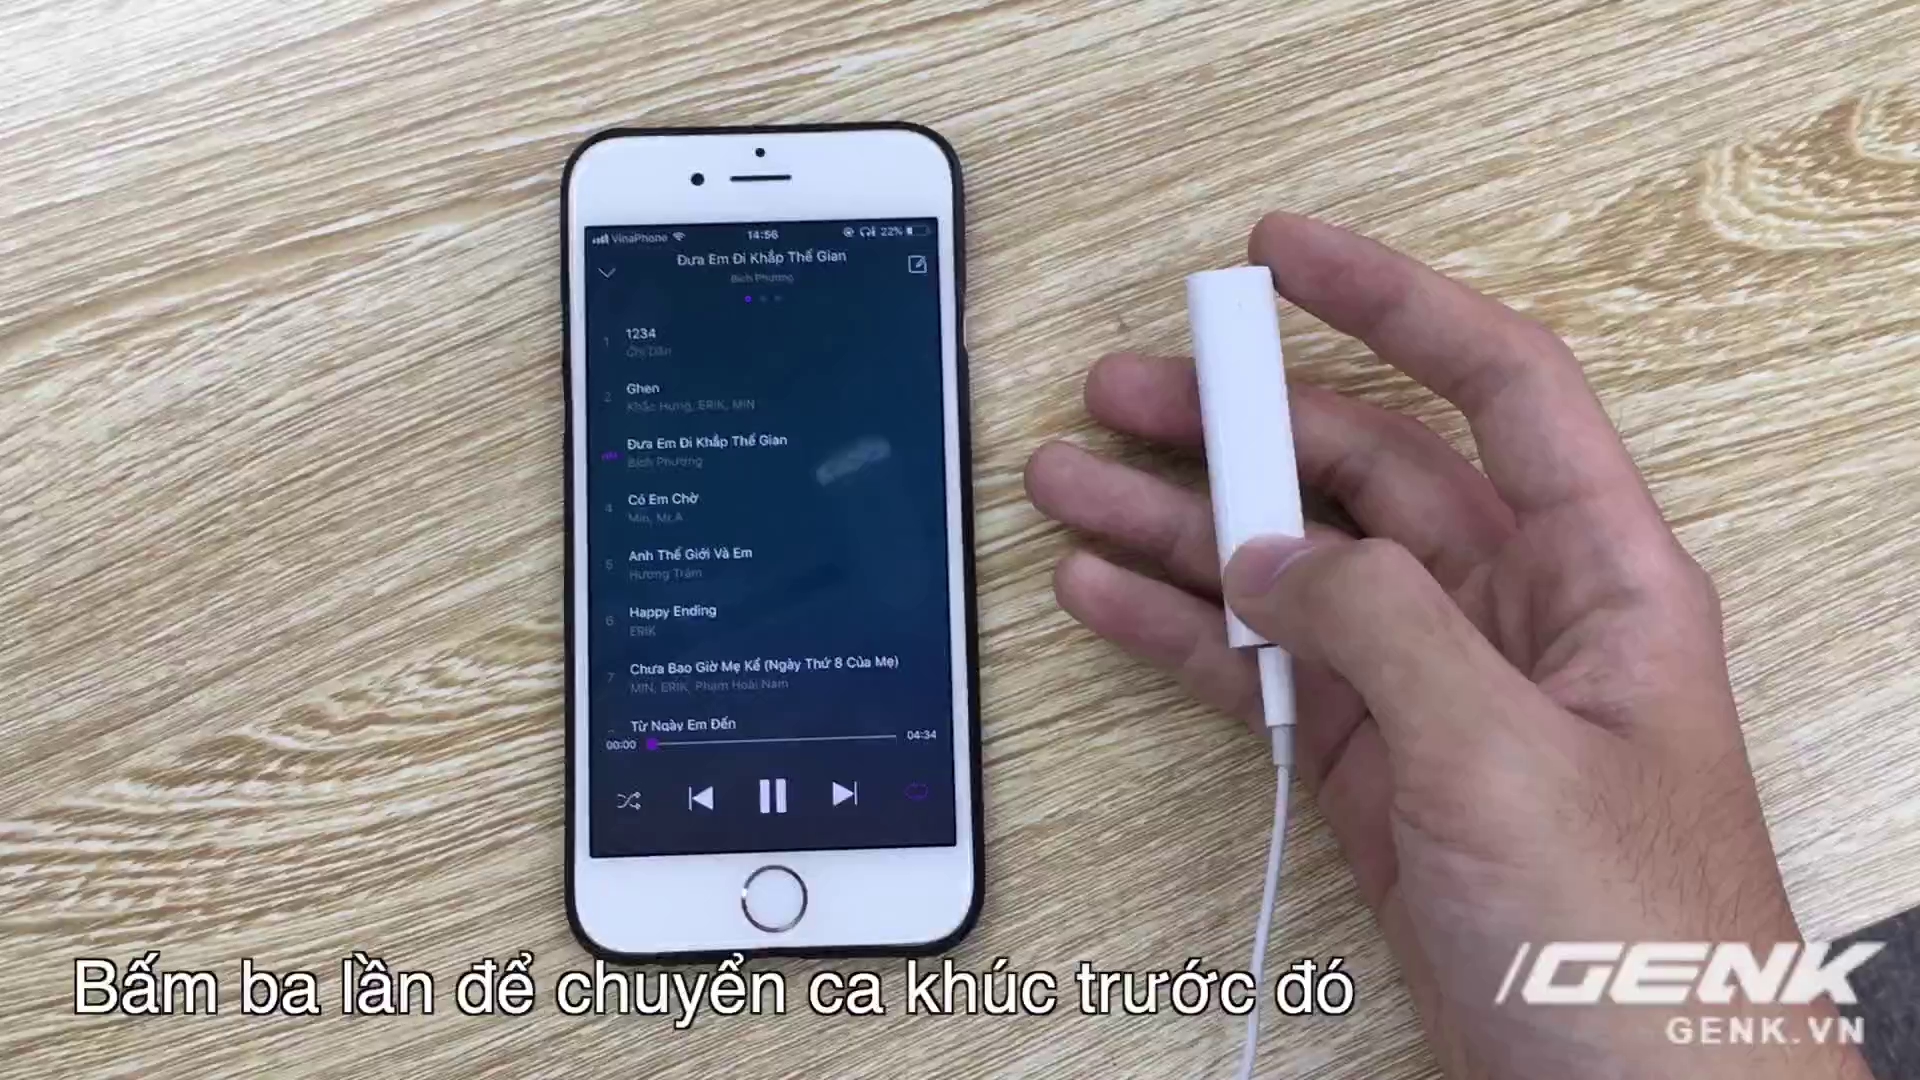 VinaPhone
14:56
22%
Đưa Em Đi Khắp Thế Gian
Bích Phương
1
1234
Chi Dân
2
Ghen
Khắc Hưng, ERIK, MIN
Đưa Em Đi Khắp Thế Gian
Bích Phương
4
Có Em Chờ
Min, Mr.A
5
Anh Thế Giới Và Em
Hương Tràm
6
Happy Ending
ERIK
7
Chưa Bao Giờ Mẹ Kể (Ngày Thứ 8 Của Mẹ)
MIN, ERIK, Phạm Hoài Nam
Từ Ngày Em Đến
00:00
04:34
Bấm ba lần để chuyển ca khúc trước đó
GENK
GENK.VN